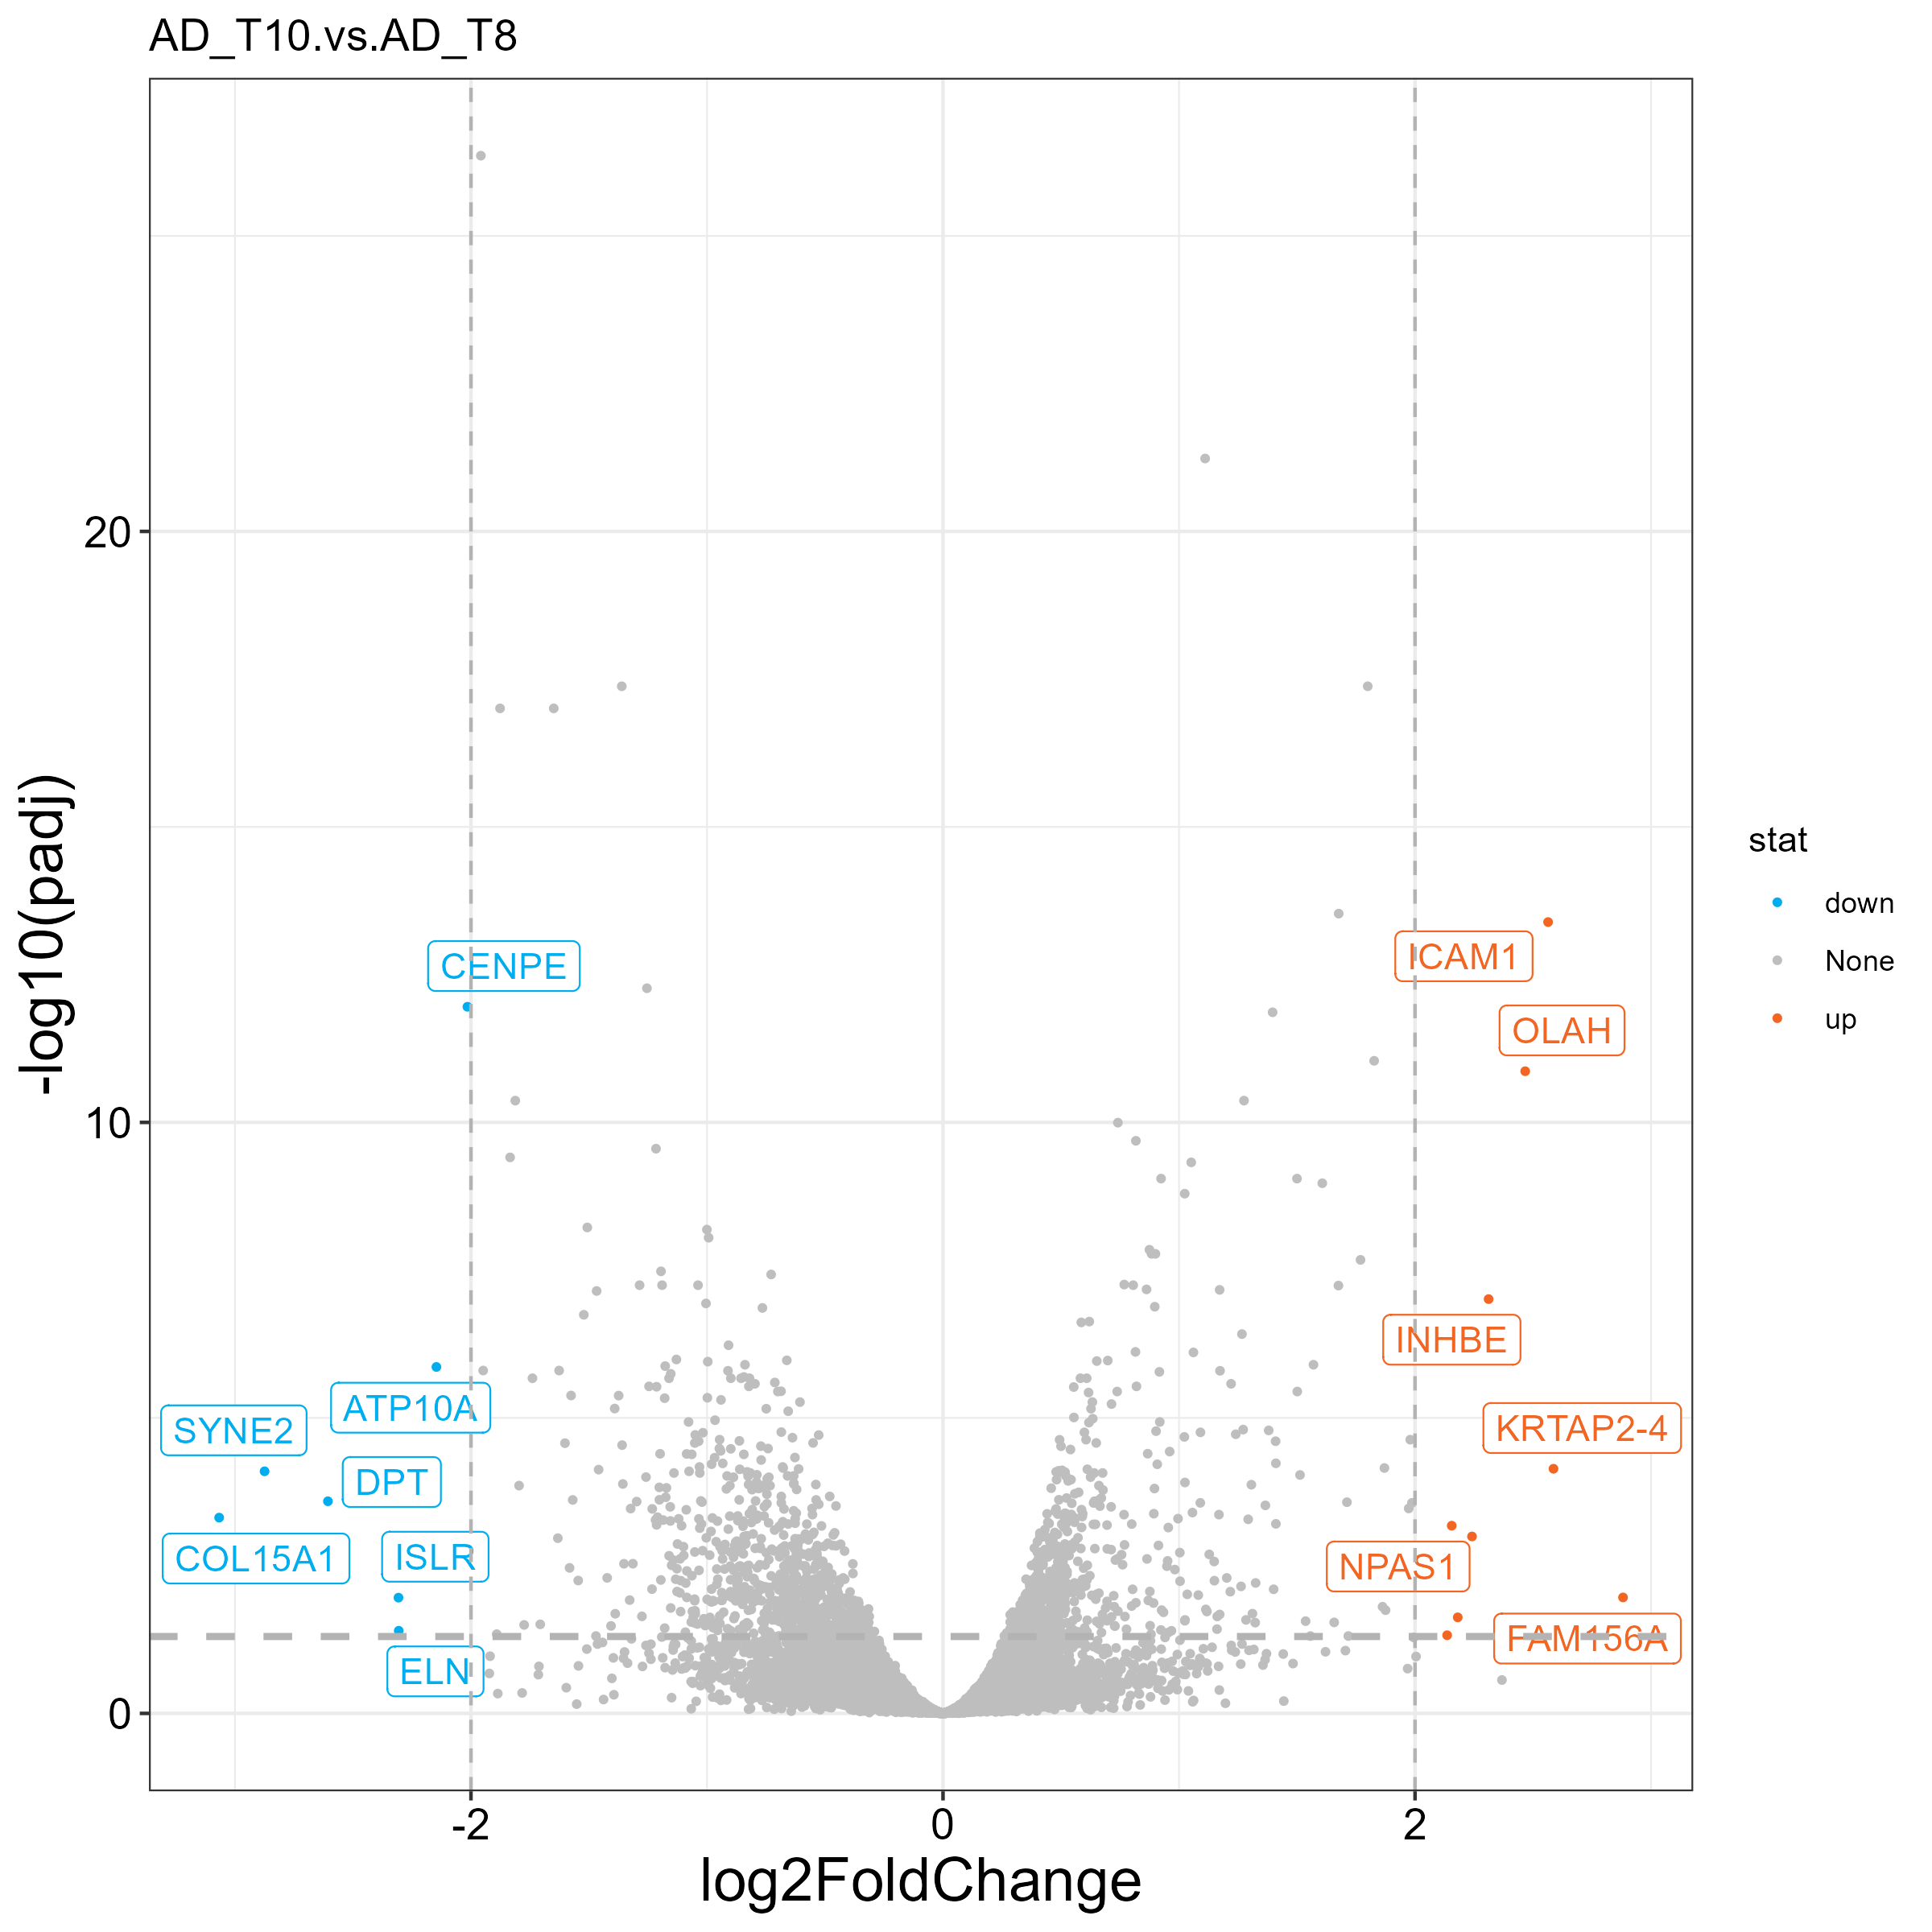 AD_T10.vs.AD_T8
-log10(padj)
20
10
0
CENPE
ICAM1
OLAH
INHBE
ATP10A
SYNE2
KRTAP2-4
DPT
COL15A1
ISLR
NPAS1
FAM156A
ELN
-2
0
2
log2FoldChange
stat
down
None
up